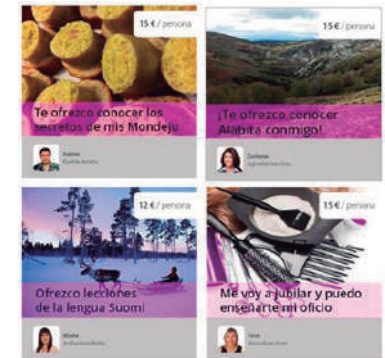 15 € / persona
Te ofrezco conocer los
secretos de mis Mondeju
15 € / persona
¡Te ofrezco conocer
Alabita conmigo!
12 € / persona
Ofrezco lecciones
de la lengua Suomi
15 € / persona
Me voy a jubilar y puedo
enseñarte mi oficio